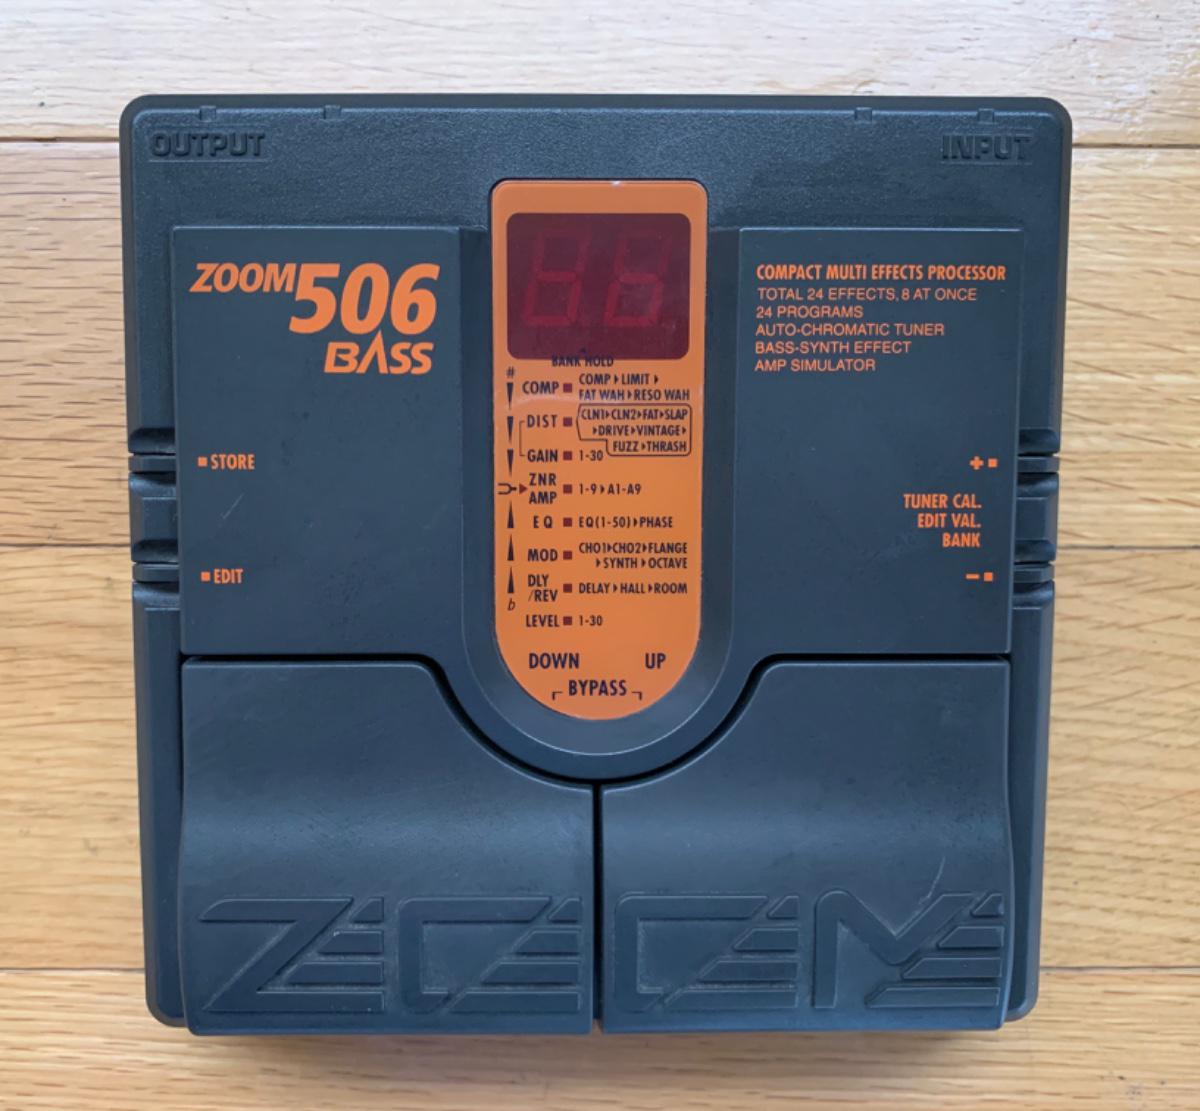 OUTPUT
INPUT
ZOOM 506
BASS
COMPACT MULTI EFFECTS PROCESSOR
TOTAL 24 EFFECTS, 8 AT ONCE
24 PROGRAMS
AUTO-CHROMATIC TUNER
BASS-SYNTH EFFECT
AMP SIMULATOR
BANK HOLD
#
COMP COMP LIMIT
FAT WAH RESO WAH
DIST CLN1 CLN2 FAT SLAP
DRIVE VINTAGE
FUZZ THRASH
GAIN 1-30
ZNR
AMP 1-9 A1-A9
EQ EQ(1-50) PHASE
MOD CHO1 CHO2 FLANGE
SYNTH OCTAVE
DLY
/REV DELAY HALL ROOM
b
LEVEL 1-30
DOWN UP
BYPASS
STORE
EDIT
+
TUNER CAL.
EDIT VAL.
BANK
-
ZOOM